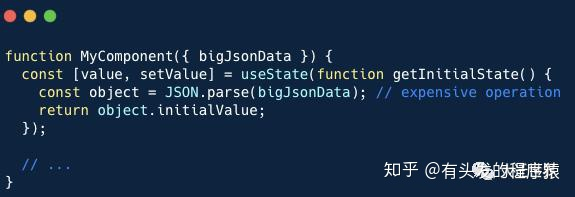 function MyComponent({ bigJsonData }) {
  const [value, setValue] = useState(function getInitialState() {
    const object = JSON.parse(bigJsonData); // expensive operation
    return object.initialValue;
  });

  // ...
}
知乎 @有头发的程序猿